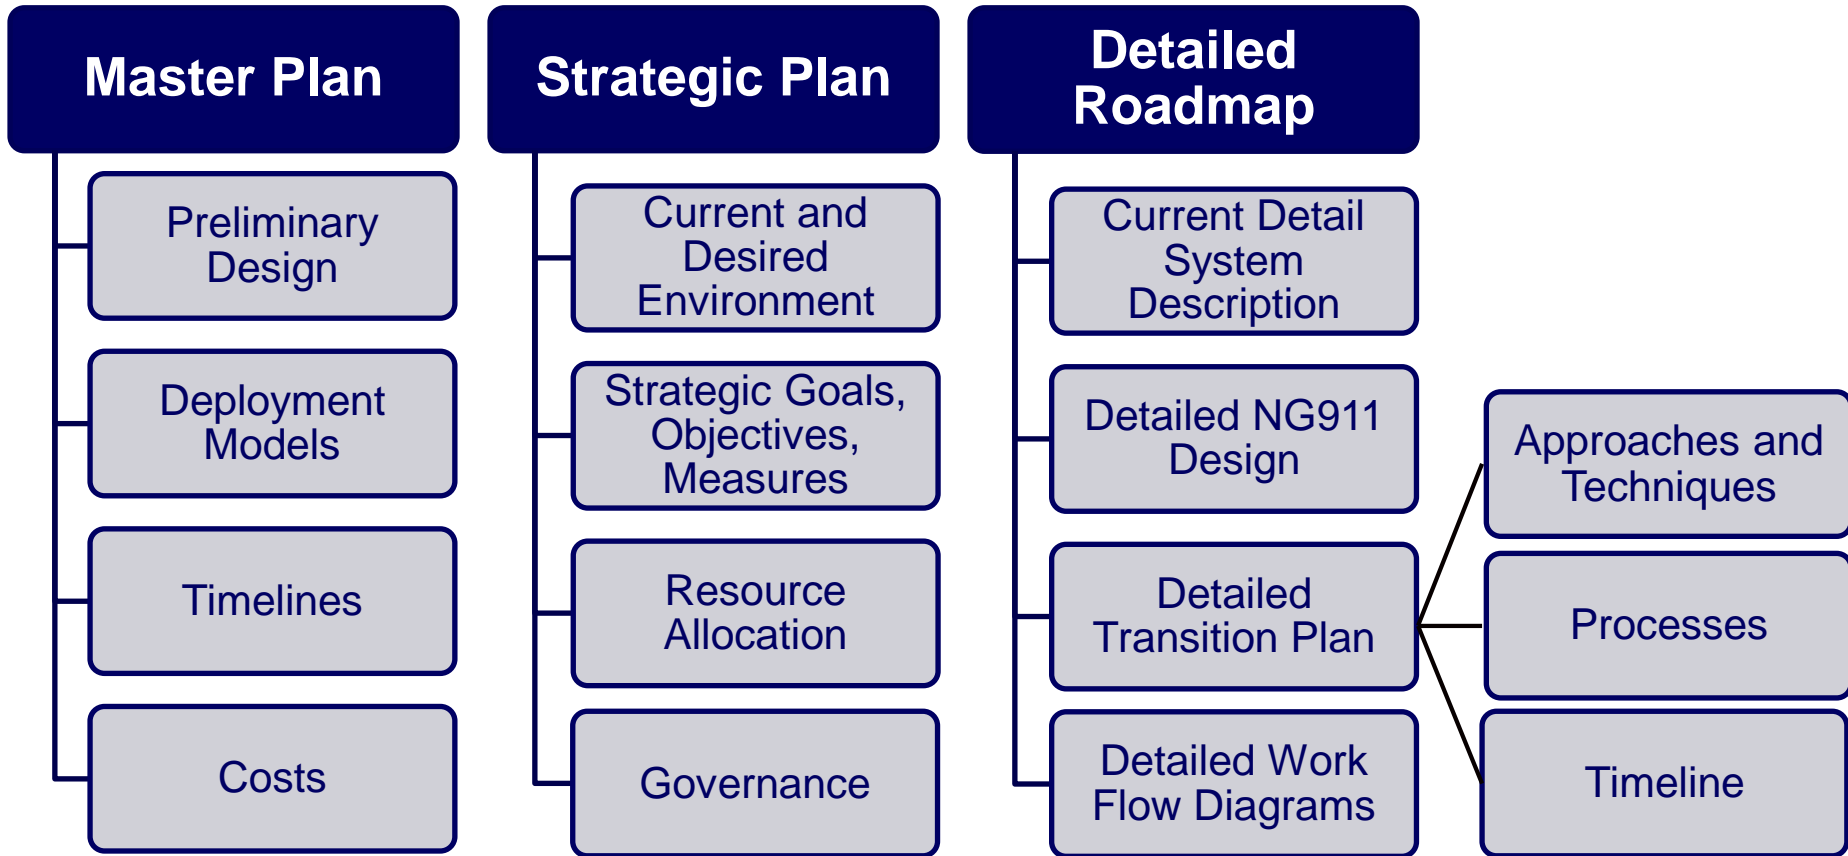 Master Plan
Preliminary
Design
Deployment
Models
Timelines
Costs
Strategic Plan
Current and
Desired
Environment
Strategic Goals,
Objectives,
Measures
Resource
Allocation
Governance
Detailed
Roadmap
Current Detail
System
Description
Detailed NG911
Design
Detailed
Transition Plan
Detailed Work
Flow Diagrams
Approaches and
Techniques
Processes
Timeline